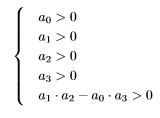 a₀ > 0
a₁ > 0
a₂ > 0
a₃ > 0
a₁ · a₂ − a₀ · a₃ > 0